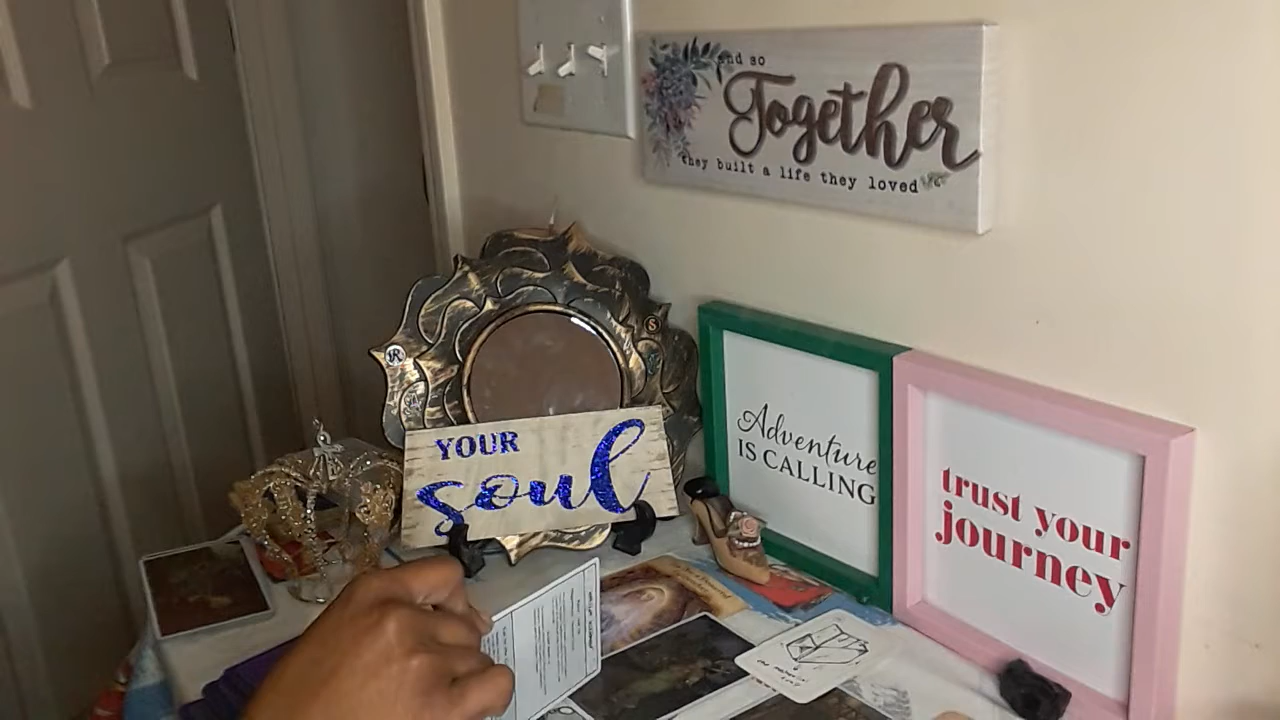 and so
Together
they built a life they loved
YOUR
soul
Adventure
IS CALLING
trust your
journey